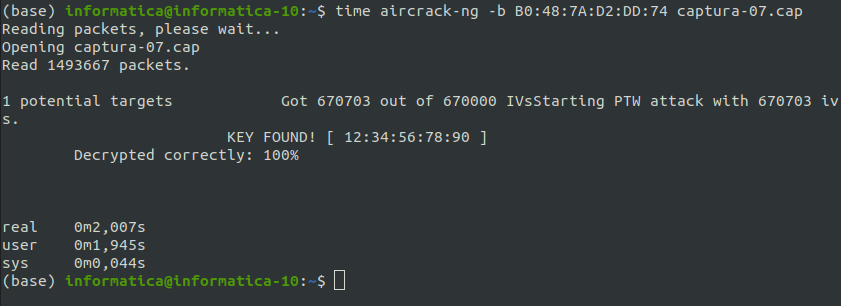 (base) informatica@informatica-10:~$ time aircrack-ng -b B0:48:7A:D2:DD:74 captura-07.cap
Reading packets, please wait...
Opening captura-07.cap
Read 1493667 packets.
1 potential targets            Got 670703 out of 670000 IVsStarting PTW attack with 670703 iv
s.
KEY FOUND! [ 12:34:56:78:90 ]
Decrypted correctly: 100%
real    0m2,007s
user    0m1,945s
sys     0m0,044s
(base) informatica@informatica-10:~$